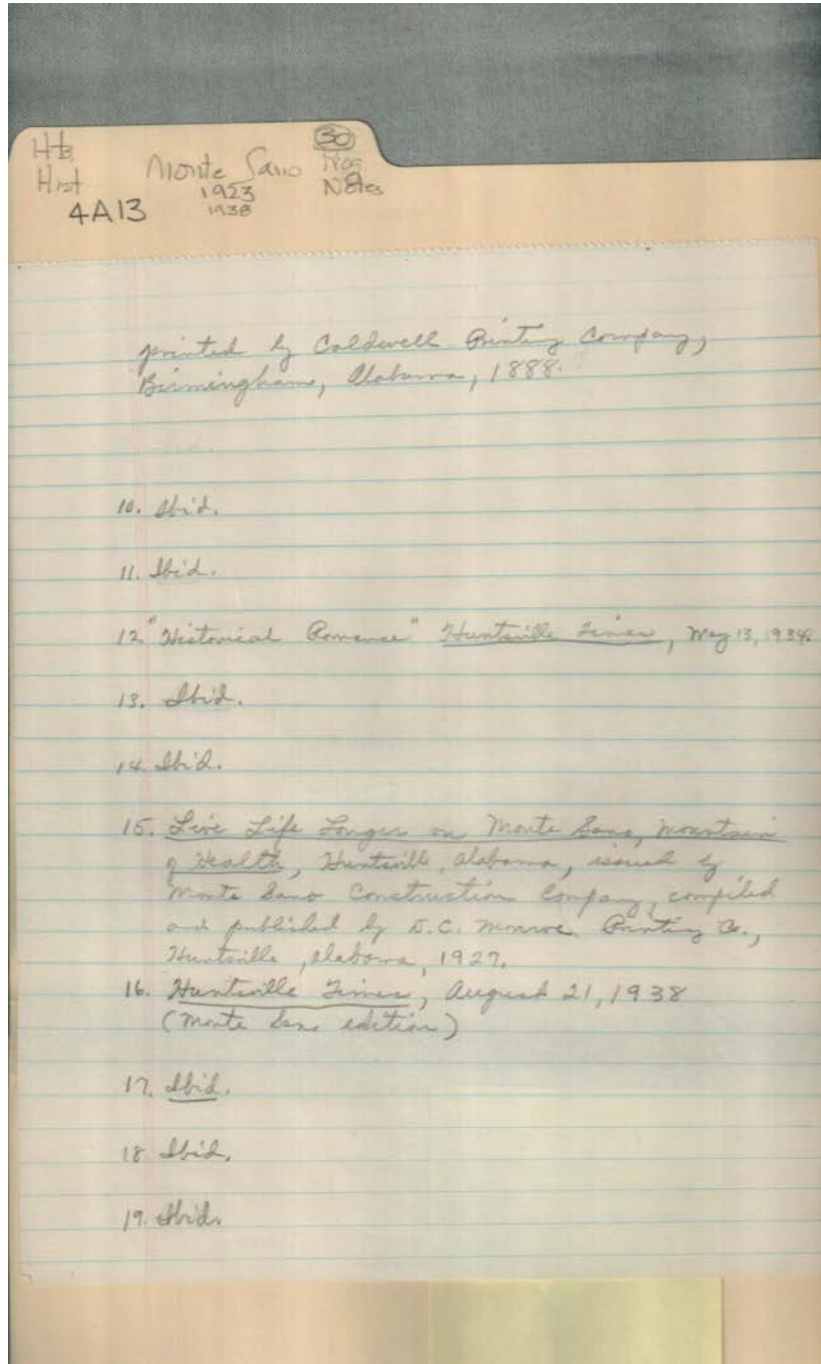 Htb.
Hist
4A13
Monte Sano
1923
1938
30
Notes
printed by Caldwell Printing Company,
Birmingham, Alabama, 1888.
10. Ibid.
11. Ibid.
12. "Historical Romance" Huntsville Times, May 13, 1934.
13. Ibid.
14. Ibid.
15. Live Life Longer on Monte Sano, Mountain
of Health, Huntsville, Alabama, issued by
Monte Sano Construction Company, compiled
and published by D.C. Monroe Printing Co.,
Huntsville, Alabama, 1927.
16. Huntsville Times, August 21, 1938
(Monte Sano edition)
17. Ibid.
18 Ibid.
19. Ibid.